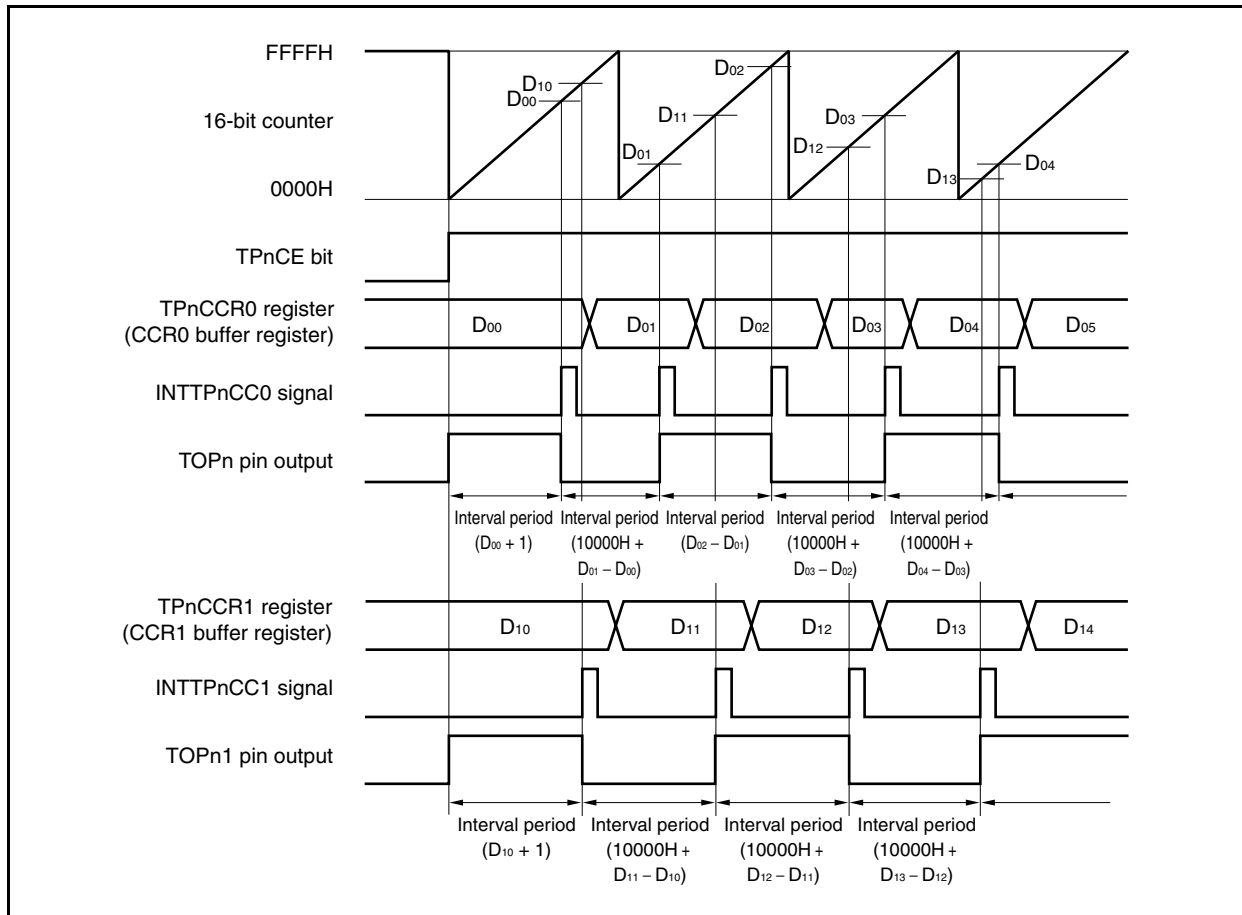 FFFFH
16-bit counter
0000H
D10
D00
D01
D11
D02
D12
D03
D13
D04
TPnCE bit
TPnCCR0 register
(CCR0 buffer register)
D00 D01 D02 D03 D04 D05
INTTPnCC0 signal
TOPn pin output
Interval period
(D00 + 1)
Interval period
(10000H +
D01 – D00)
Interval period
(D02 – D01)
Interval period
(10000H +
D03 – D02)
Interval period
(10000H +
D04 – D03)
TPnCCR1 register
(CCR1 buffer register)
D10 D11 D12 D13 D14
INTTPnCC1 signal
TOPn1 pin output
Interval period
(D10 + 1)
Interval period
(10000H +
D11 – D10)
Interval period
(10000H +
D12 – D11)
Interval period
(10000H +
D13 – D12)